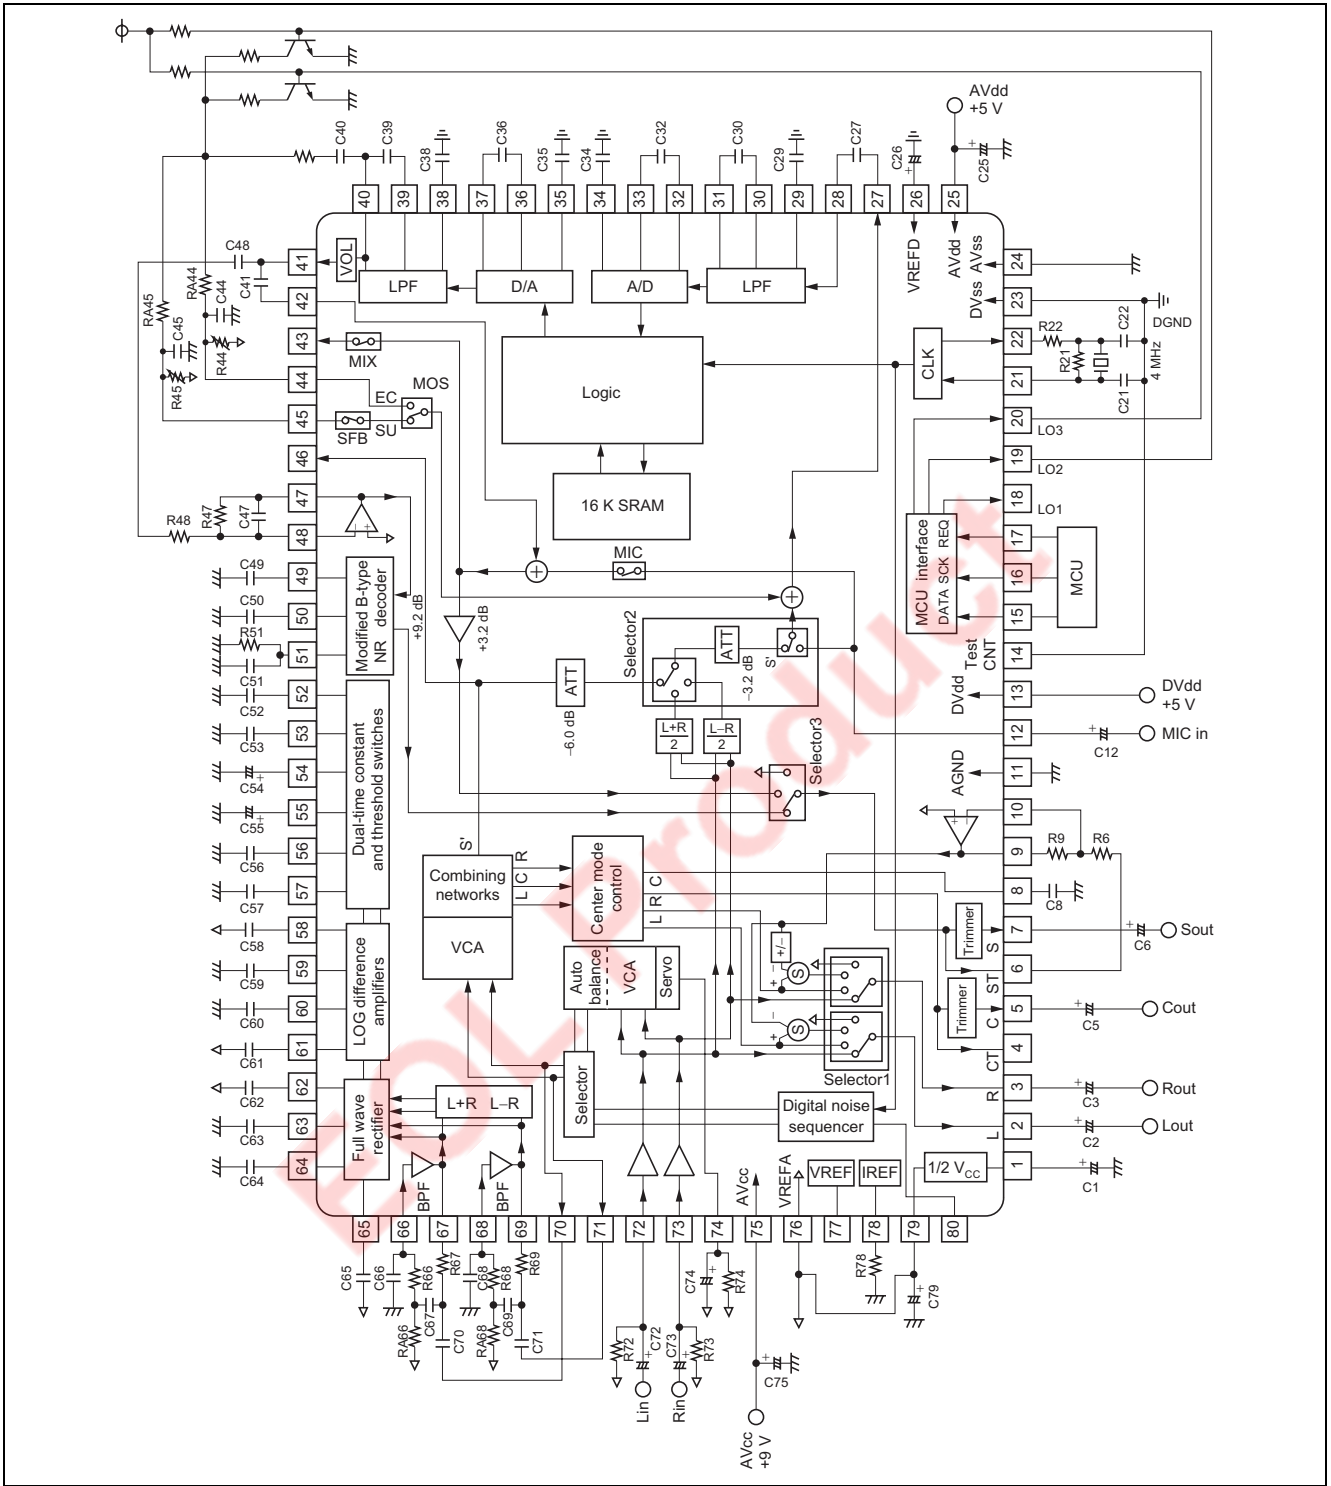 AVdd
+5 V
C40
C39
C38
C36
C35
C34
C32
C30
C29
C27
C26
C25
40
39
38
37
36
35
34
33
32
31
30
29
28
27
26
25
VREFD
AVdd
AVss
DVss
24
23
22
21
20
19
18
17
16
15
14
13
12
11
10
9
8
7
6
5
4
3
2
1
DGND
R22
C22
R21
C21
4 MHz
LO3
LO2
LO1
MCU
MCU interface
DATA SCK REQ
Test
CNT
DVdd
DVdd
+5 V
MIC in
C12
AGND
R9
R6
C8
C6
Sout
C5
Cout
C3
Rout
C2
Lout
C1
C48
C41
RA44
C44
R44
RA45
C45
R45
41
42
43
44
45
46
47
48
49
50
51
52
53
54
55
56
57
58
59
60
61
62
63
64
VOL
LPF
D/A
A/D
LPF
MIX
MOS
EC
SU
SFB
Logic
16 K SRAM
CLK
MIC
R47
C47
R48
C49
C50
R51
C51
C52
C53
C54
C55
C56
C57
C58
C59
C60
C61
C62
C63
C64
Modified B-type
decoder
NR
+9.2 dB
+3.2 dB
Dual-time constant
and threshold switches
LOG difference
amplifiers
Full wave
rectifier
ATT
−6.0 dB
Selector2
ATT
−3.2 dB
S'
L+R
2
L−R
2
Selector3
S'
Combining
networks
VCA
R
C
L
Center mode
control
C
R
L
Auto
balance
VCA
Servo
+/−
S
S
Selector1
Trimmer
S
ST
Trimmer
C
CT
R
L
Selector
L+R L−R
BPF
BPF
Digital noise
sequencer
AVcc
VREFA
VREF
IREF
1/2 VCC
65
66
67
68
69
70
71
72
73
74
75
76
77
78
79
80
C65
C66
R66
R67
RA66
C67
C70
C68
R68
R69
RA68
C69
C71
R72
C72
C73
R73
Lin
Rin
C74
R74
C75
AVcc
+9 V
R78
C79
EOL Product